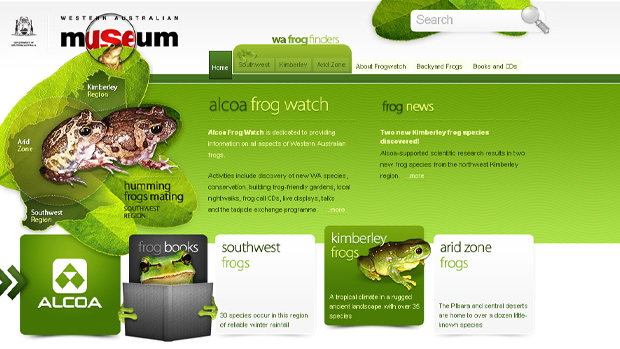 WESTERN AUSTRALIAN
museum
GOVERNMENT OF
WESTERN AUSTRALIA
Search
wa frog finders
Home
Southwest
Kimberley
Arid Zone
About Frogwatch
Backyard Frogs
Books and CDs
Kimberley
Region
Arid
Zone
Southwest
Region
humming
frogs mating
SOUTHWEST
REGION
alcoa frog watch
Alcoa Frog Watch is dedicated to providing
information on all aspects of Western Australian
frogs.
Activities include discovery of new WA species,
conservation, building frog-friendly gardens, local
nightwalks, frog call CDs, live displays, talks
and the tadpole exchange programme. ...more
frog news
Two new Kimberley frog species
discovered!
Alcoa-supported scientific research results in two
new frog species from the northwest Kimberley
region. ...more
ALCOA
frog books
southwest
frogs
30 species occur in this region
of reliable winter rainfall
kimberley
frogs
A tropical climate in a rugged
ancient landscape with over 35
species
arid zone
frogs
The Pilbara and central deserts
are home to over a dozen little-
known species